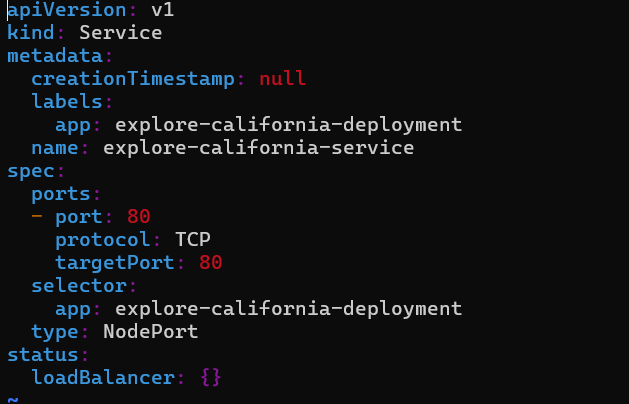 apiVersion: v1
kind: Service
metadata:
  creationTimestamp: null
  labels:
    app: explore-california-deployment
  name: explore-california-service
spec:
  ports:
  - port: 80
    protocol: TCP
    targetPort: 80
  selector:
    app: explore-california-deployment
  type: NodePort
status:
  loadBalancer: {}
~